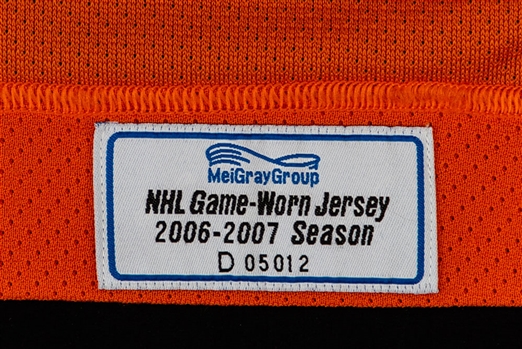 MeiGrayGroup
NHL Game-Worn Jersey
2006-2007 Season
D 05012